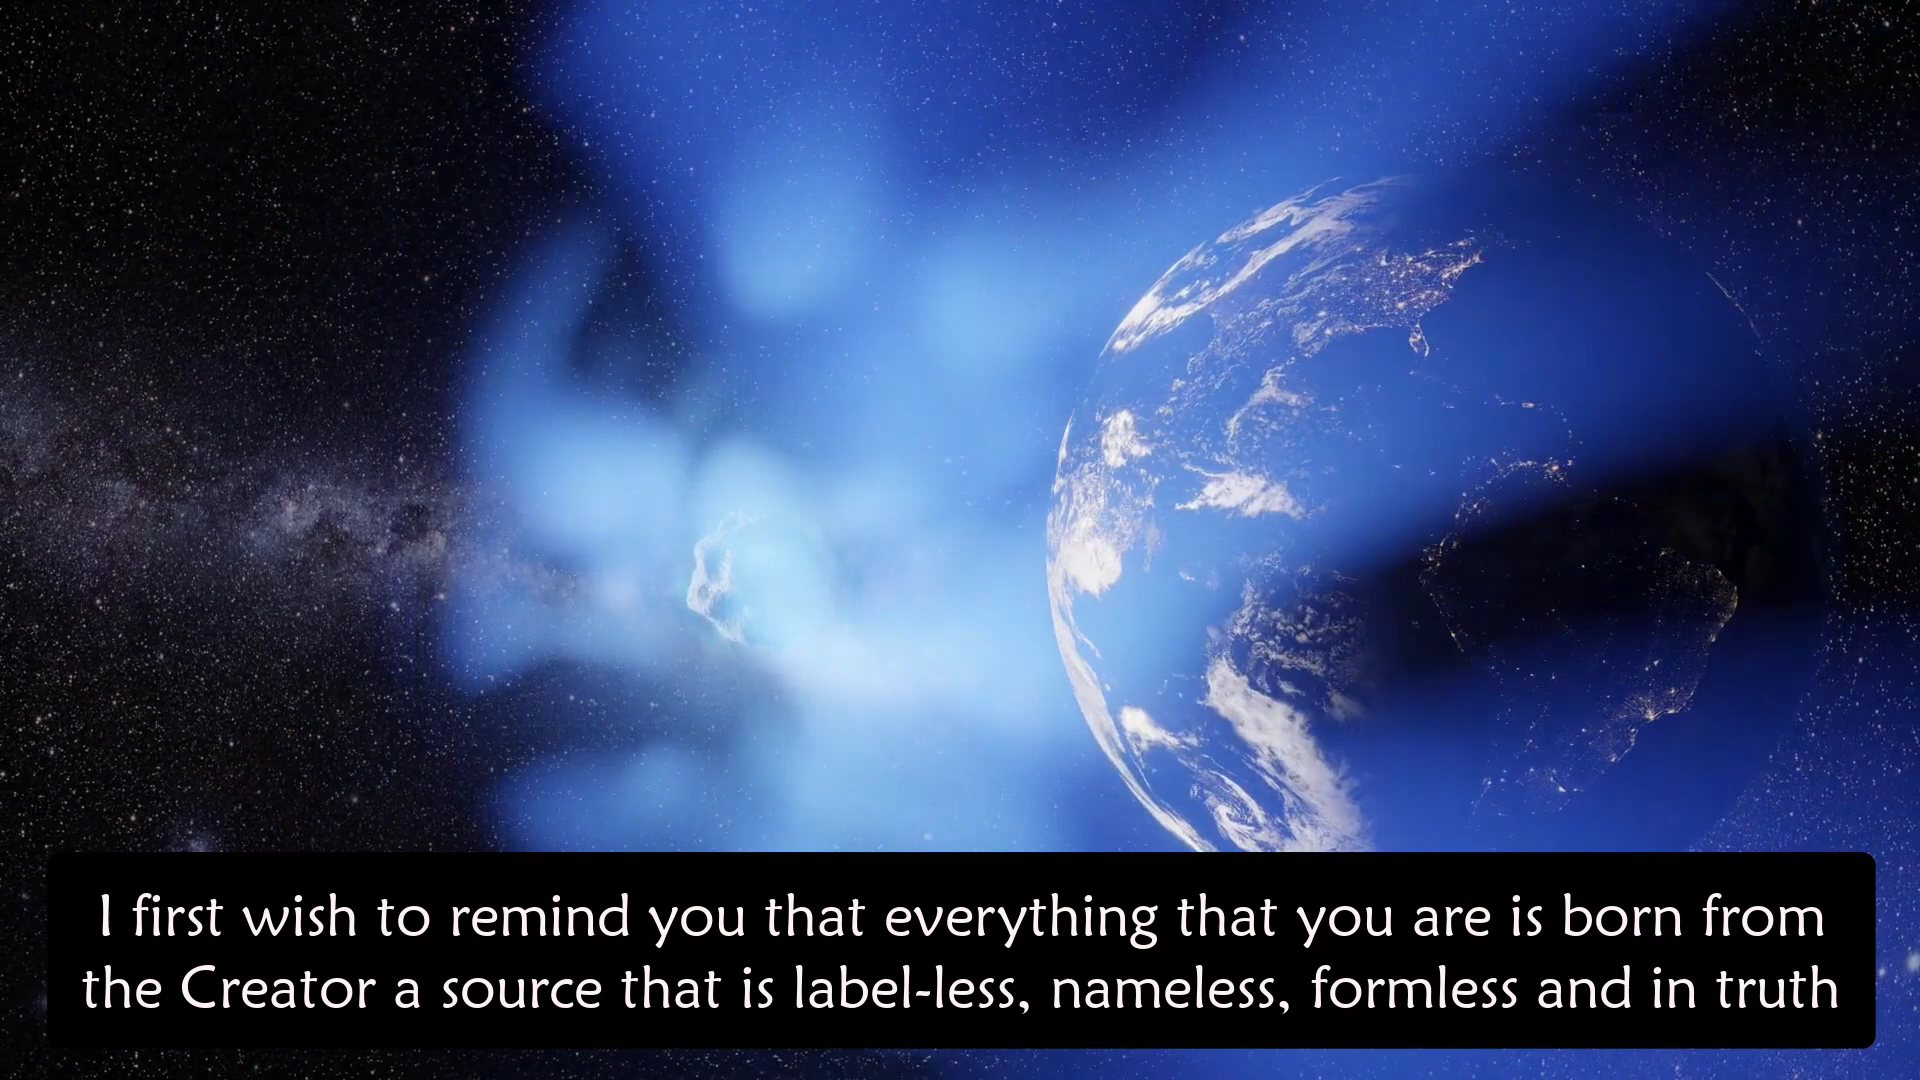 I first wish to remind you that everything that you are is born from
the Creator a source that is label-less, nameless, formless and in truth